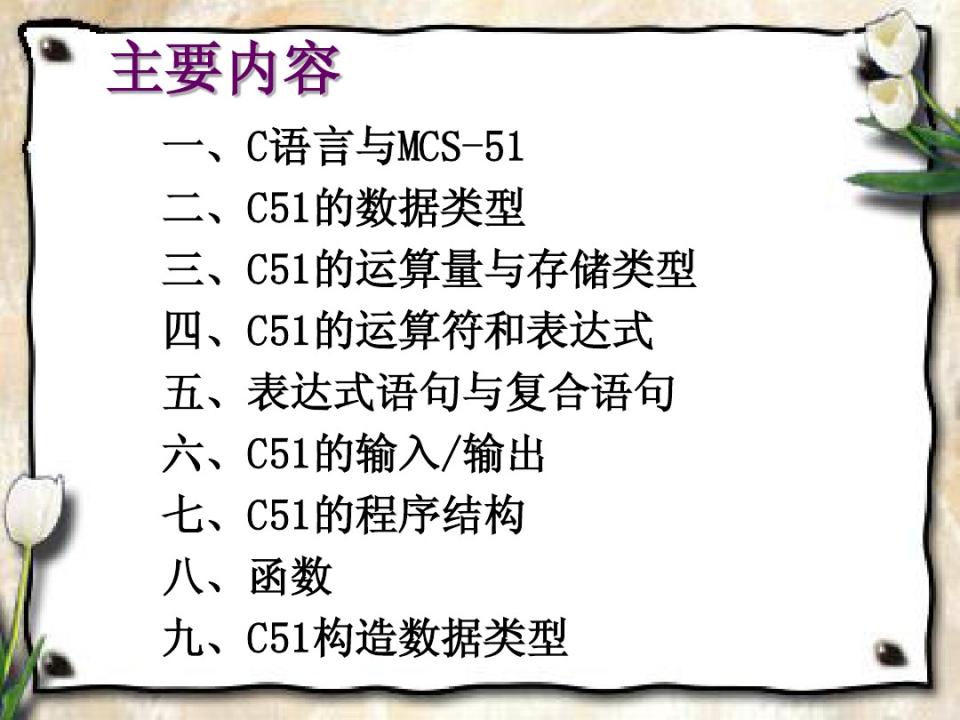 主要内容
一、C语言与MCS-51
二、C51的数据类型
三、C51的运算量与存储类型
四、C51的运算符和表达式
五、表达式语句与复合语句
六、C51的输入/输出
七、C51的程序结构
八、函数
九、C51构造数据类型